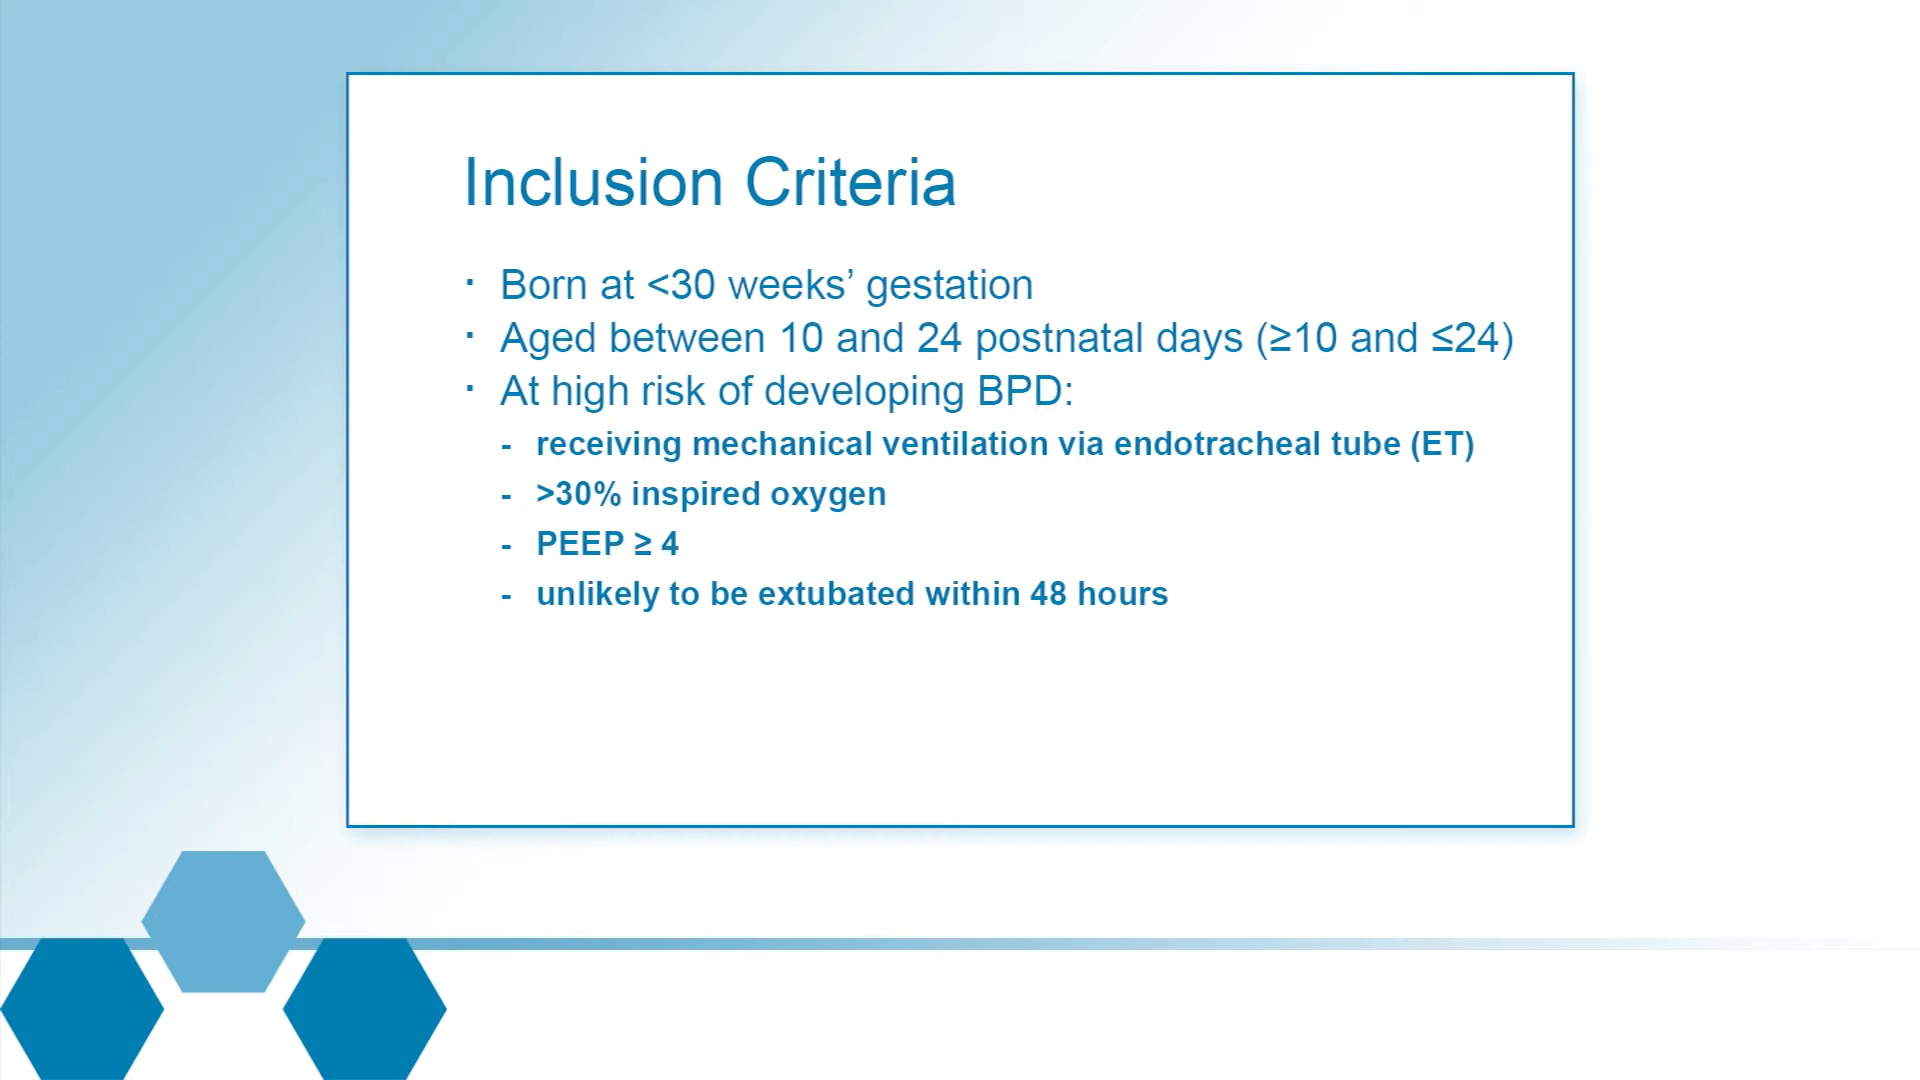 Inclusion Criteria
· Born at <30 weeks’ gestation
· Aged between 10 and 24 postnatal days (≥10 and ≤24)
· At high risk of developing BPD:
- receiving mechanical ventilation via endotracheal tube (ET)
- >30% inspired oxygen
- PEEP ≥ 4
- unlikely to be extubated within 48 hours